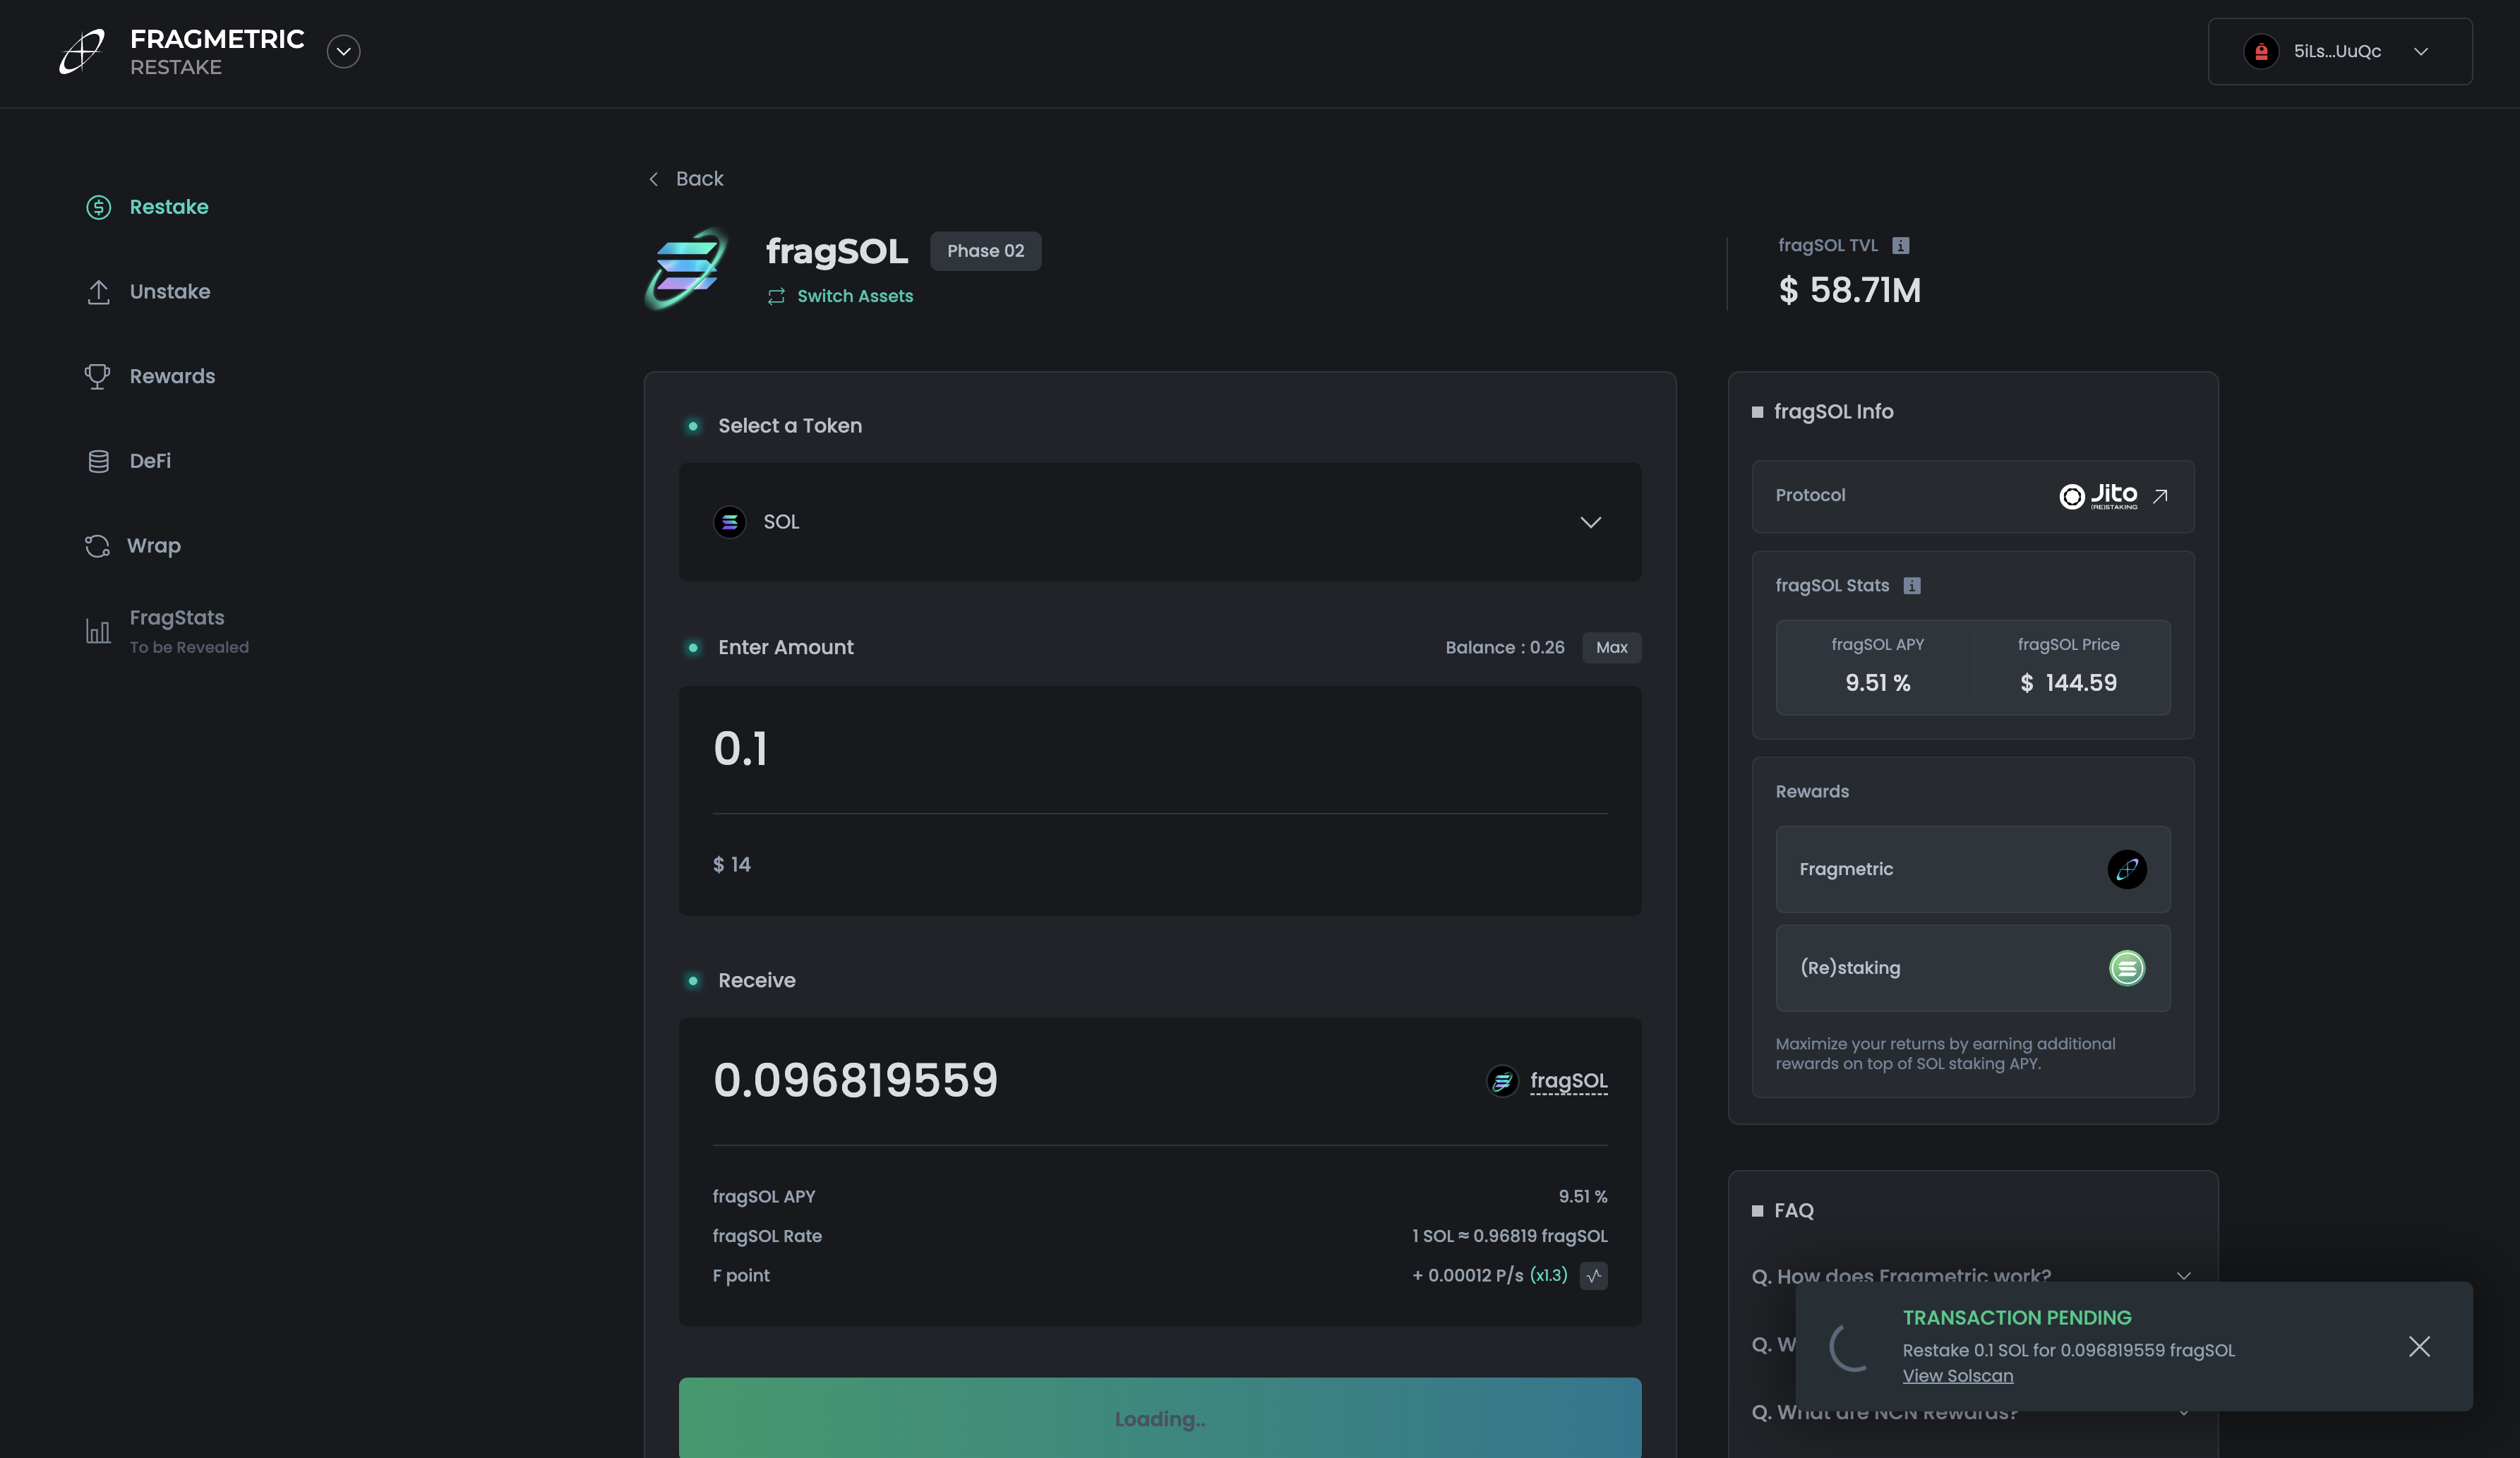 FRAGMETRIC
RESTAKE
5iLs...UuQc
Restake
Unstake
Rewards
DeFi
Wrap
FragStats
To be Revealed
Back
fragSOL
Phase 02
Switch Assets
fragSOL TVL
$ 58.71M
Select a Token
SOL
Enter Amount
Balance : 0.26
Max
0.1
$ 14
Receive
0.096819559
fragSOL
fragSOL APY
9.51 %
fragSOL Rate
1 SOL ≈ 0.96819 fragSOL
F point
+ 0.00012 P/s (x1.3)
Loading..
fragSOL Info
Protocol
Jito
(RE)STAKING
fragSOL Stats
fragSOL APY
9.51 %
fragSOL Price
$ 144.59
Rewards
Fragmetric
(Re)staking
Maximize your returns by earning additional
rewards on top of SOL staking APY.
FAQ
Q. How does Fragmetric work?
Q. W
Q. What are NCN Rewards?
TRANSACTION PENDING
Restake 0.1 SOL for 0.096819559 fragSOL
View Solscan